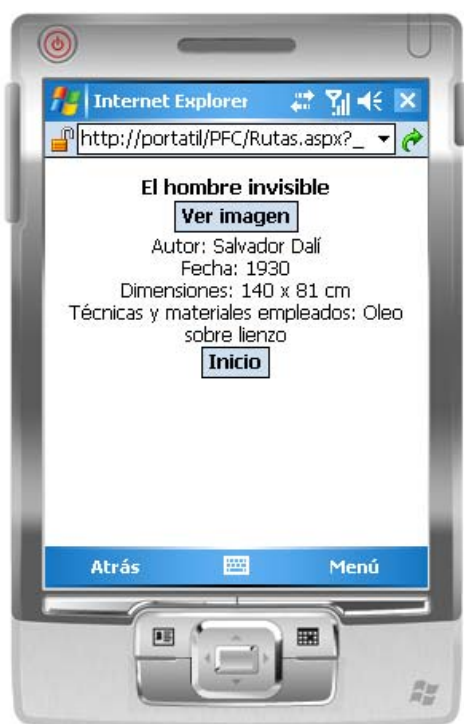 Internet Explorer
http://portatil/PFC/Rutas.aspx?_
El hombre invisible
Ver imagen
Autor: Salvador Dalí
Fecha: 1930
Dimensiones: 140 x 81 cm
Técnicas y materiales empleados: Oleo
sobre lienzo
Inicio
Atrás Menú